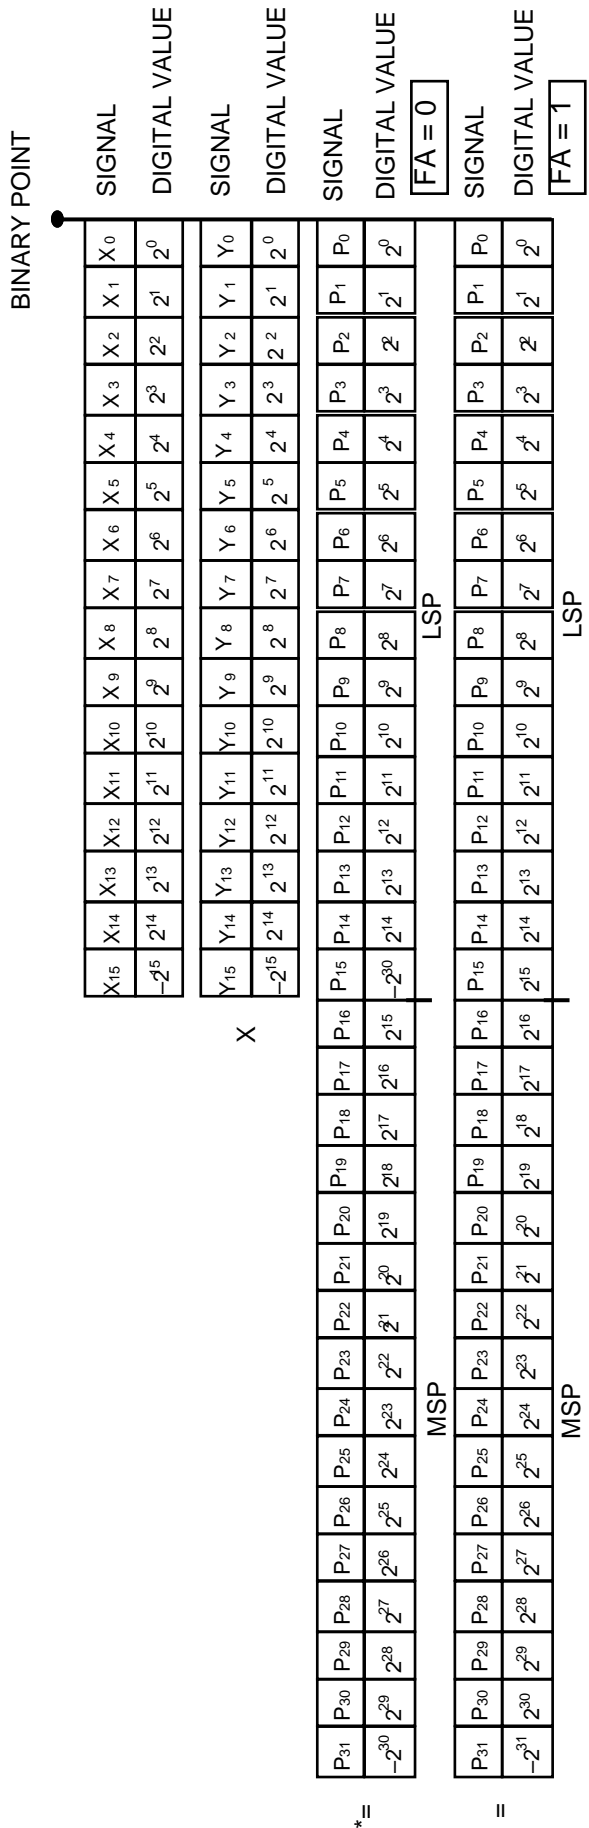 BINARY POINT
X15 X14 X13 X12 X11 X10 X9 X8 X7 X6 X5 X4 X3 X2 X1 X0 SIGNAL
–2^15 2^14 2^13 2^12 2^11 2^10 2^9 2^8 2^7 2^6 2^5 2^4 2^3 2^2 2^1 2^0 DIGITAL VALUE
Y15 Y14 Y13 Y12 Y11 Y10 Y9 Y8 Y7 Y6 Y5 Y4 Y3 Y2 Y1 Y0 SIGNAL
X –2^15 2^14 2^13 2^12 2^11 2^10 2^9 2^8 2^7 2^6 2^5 2^4 2^3 2^2 2^1 2^0 DIGITAL VALUE
P31 P30 P29 P28 P27 P26 P25 P24 P23 P22 P21 P20 P19 P18 P17 P16 P15 P14 P13 P12 P11 P10 P9 P8 P7 P6 P5 P4 P3 P2 P1 P0 SIGNAL
*= –2^30 2^29 2^28 2^27 2^26 2^25 2^24 2^23 2^22 2^21 2^20 2^19 2^18 2^17 2^16 2^15 –2^30 2^14 2^13 2^12 2^11 2^10 2^9 2^8 2^7 2^6 2^5 2^4 2^3 2^2 2^1 2^0 DIGITAL VALUE
MSP LSP FA = 0
P31 P30 P29 P28 P27 P26 P25 P24 P23 P22 P21 P20 P19 P18 P17 P16 P15 P14 P13 P12 P11 P10 P9 P8 P7 P6 P5 P4 P3 P2 P1 P0 SIGNAL
= –2^31 2^30 2^29 2^28 2^27 2^26 2^25 2^24 2^23 2^22 2^21 2^20 2^19 2^18 2^17 2^16 2^15 2^14 2^13 2^12 2^11 2^10 2^9 2^8 2^7 2^6 2^5 2^4 2^3 2^2 2^1 2^0 DIGITAL VALUE
MSP LSP FA = 1